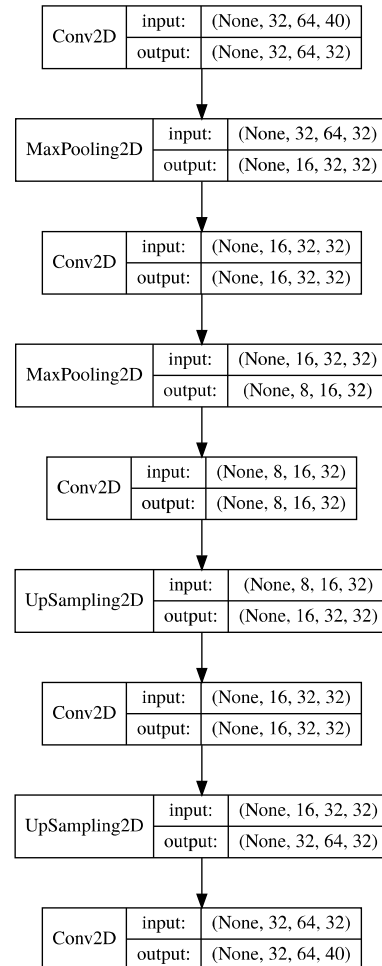 Conv2D input: (None, 32, 64, 40)
output: (None, 32, 64, 32)
MaxPooling2D input: (None, 32, 64, 32)
output: (None, 16, 32, 32)
Conv2D input: (None, 16, 32, 32)
output: (None, 16, 32, 32)
MaxPooling2D input: (None, 16, 32, 32)
output: (None, 8, 16, 32)
Conv2D input: (None, 8, 16, 32)
output: (None, 8, 16, 32)
UpSampling2D input: (None, 8, 16, 32)
output: (None, 16, 32, 32)
Conv2D input: (None, 16, 32, 32)
output: (None, 16, 32, 32)
UpSampling2D input: (None, 16, 32, 32)
output: (None, 32, 64, 32)
Conv2D input: (None, 32, 64, 32)
output: (None, 32, 64, 40)